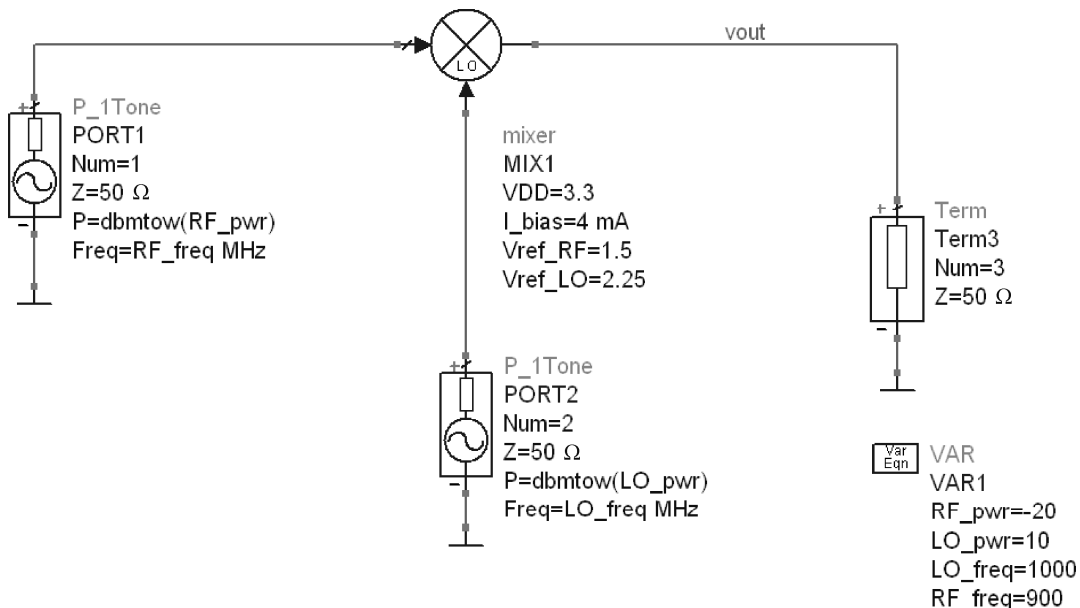 LO
vout
+
P_1Tone
PORT1
Num=1
Z=50 Ω
P=dbmtow(RF_pwr)
Freq=RF_freq MHz
-
mixer
MIX1
VDD=3.3
I_bias=4 mA
Vref_RF=1.5
Vref_LO=2.25
+
Term
Term3
Num=3
Z=50 Ω
-
+
P_1Tone
PORT2
Num=2
Z=50 Ω
P=dbmtow(LO_pwr)
Freq=LO_freq MHz
-
Var
Eqn
VAR
VAR1
RF_pwr=-20
LO_pwr=10
LO_freq=1000
RF_freq=900